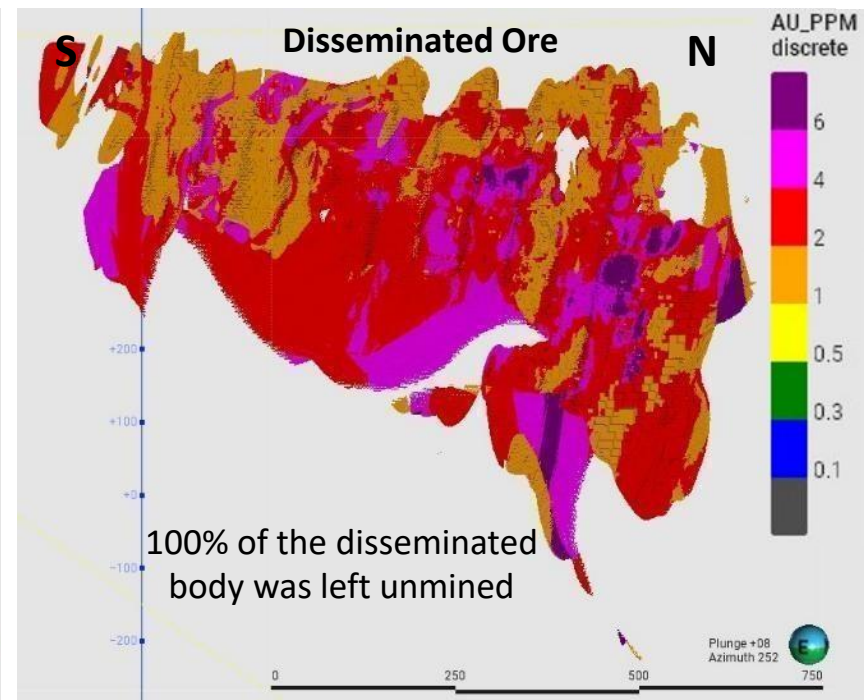 S
Disseminated Ore
N
AU_PPM
discrete
6
4
2
1
0.5
0.3
0.1
+200
+100
+0
-100
-200
100% of the disseminated
body was left unmined
Plunge +08
Azimuth 252
E
0 250 500 750